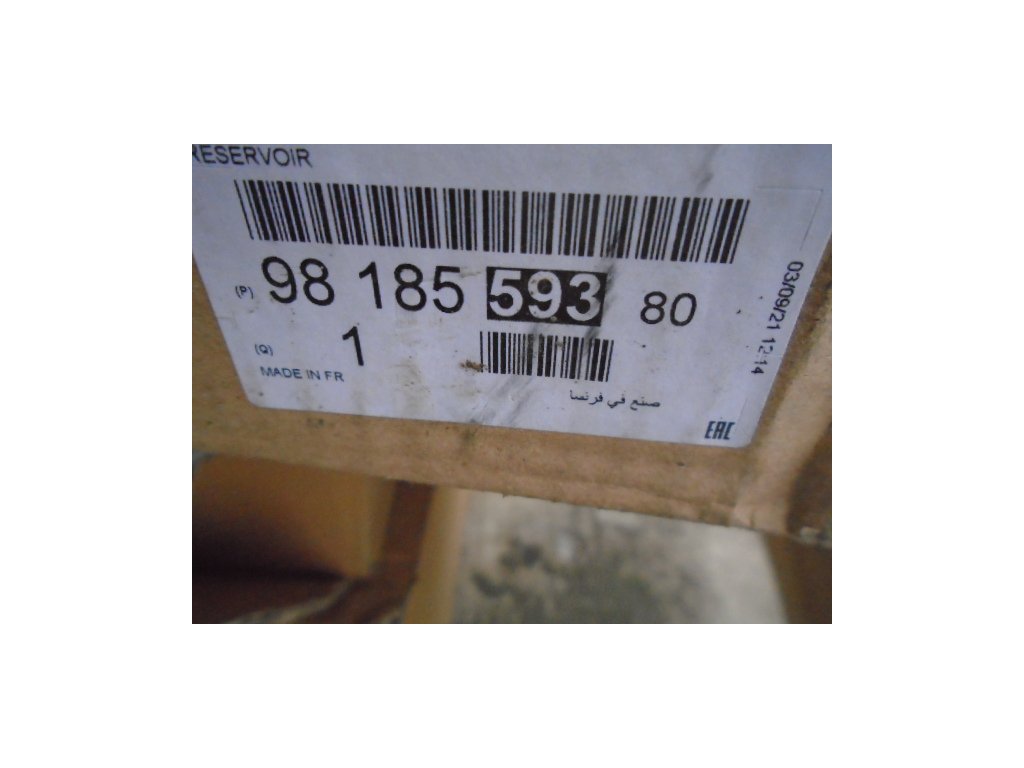 RESERVOIR
(P) 98 185 593 80
(Q) 1
MADE IN FR
صنع في فرنسا
EAC
03/09/21 12:14